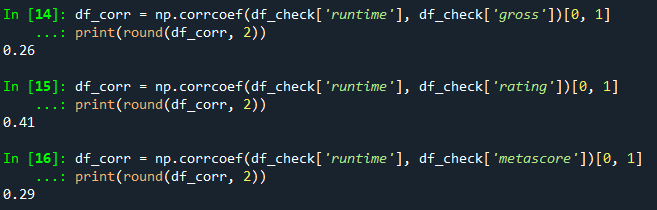 In [14]: df_corr = np.corrcoef(df_check['runtime'], df_check['gross'])[0, 1]
...: print(round(df_corr, 2))
0.26
In [15]: df_corr = np.corrcoef(df_check['runtime'], df_check['rating'])[0, 1]
...: print(round(df_corr, 2))
0.41
In [16]: df_corr = np.corrcoef(df_check['runtime'], df_check['metascore'])[0, 1]
...: print(round(df_corr, 2))
0.29